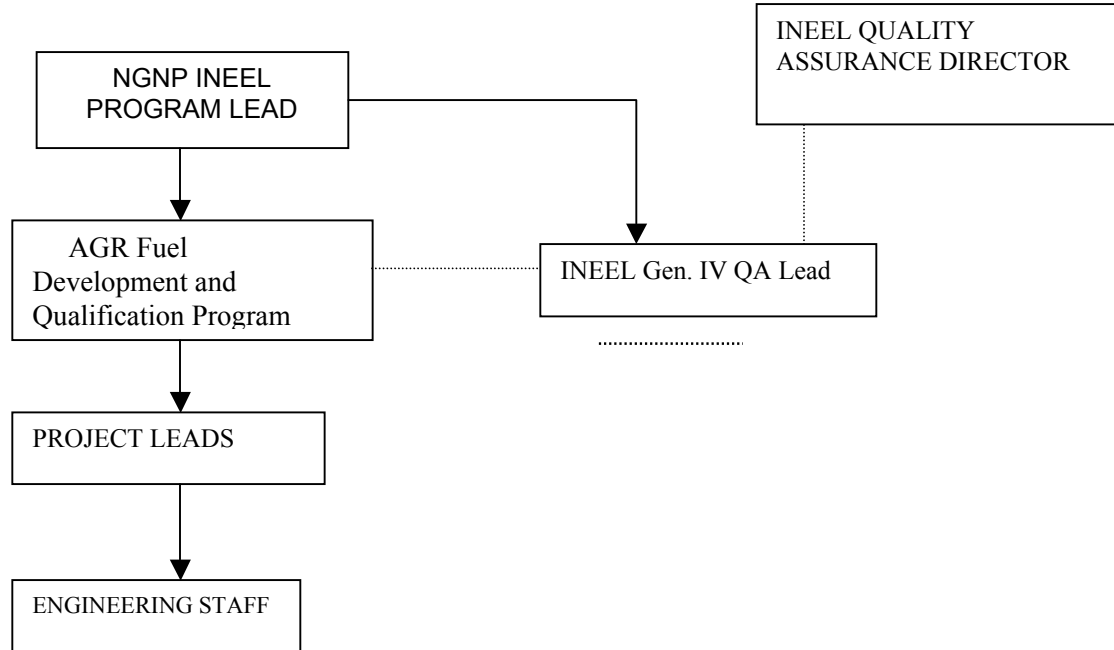 INEEL QUALITY
ASSURANCE DIRECTOR
NGNP INEEL
PROGRAM LEAD
AGR Fuel
Development and
Qualification Program
INEEL Gen. IV QA Lead
PROJECT LEADS
ENGINEERING STAFF